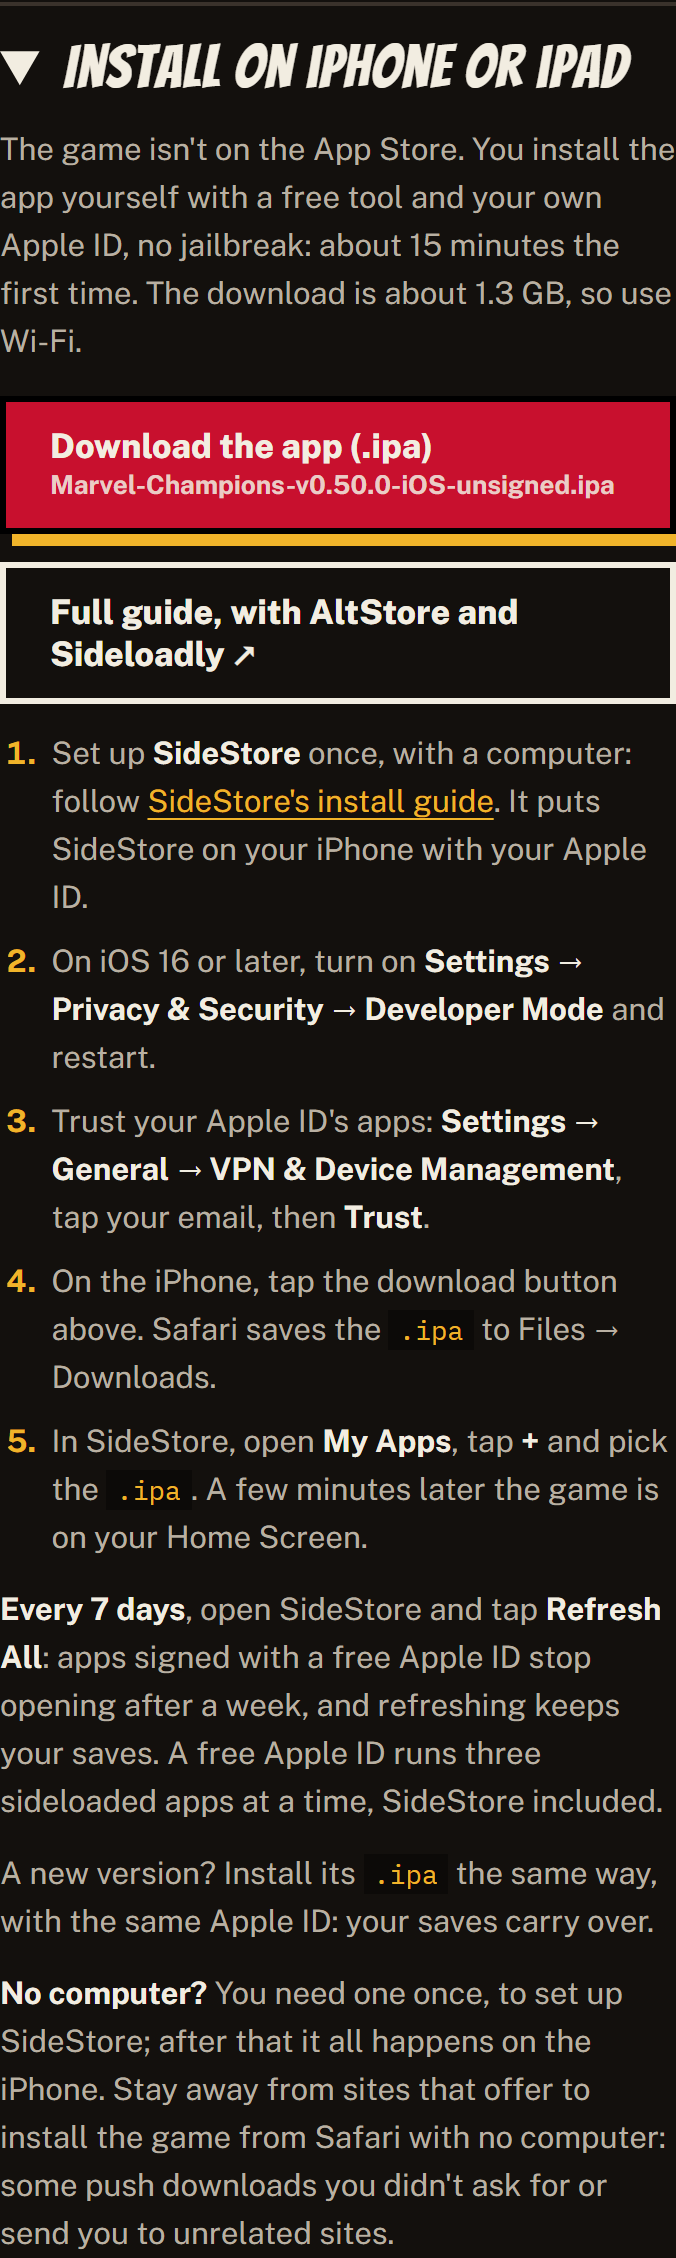 ▼ INSTALL ON IPHONE OR IPAD
The game isn't on the App Store. You install the
app yourself with a free tool and your own
Apple ID, no jailbreak: about 15 minutes the
first time. The download is about 1.3 GB, so use
Wi-Fi.
Download the app (.ipa)
Marvel-Champions-v0.50.0-iOS-unsigned.ipa
Full guide, with AltStore and
Sideloadly ↗
1. Set up SideStore once, with a computer:
follow SideStore's install guide. It puts
SideStore on your iPhone with your Apple
ID.
2. On iOS 16 or later, turn on Settings →
Privacy & Security → Developer Mode and
restart.
3. Trust your Apple ID's apps: Settings →
General → VPN & Device Management,
tap your email, then Trust.
4. On the iPhone, tap the download button
above. Safari saves the .ipa to Files →
Downloads.
5. In SideStore, open My Apps, tap + and pick
the .ipa. A few minutes later the game is
on your Home Screen.
Every 7 days, open SideStore and tap Refresh
All: apps signed with a free Apple ID stop
opening after a week, and refreshing keeps
your saves. A free Apple ID runs three
sideloaded apps at a time, SideStore included.
A new version? Install its .ipa the same way,
with the same Apple ID: your saves carry over.
No computer? You need one once, to set up
SideStore; after that it all happens on the
iPhone. Stay away from sites that offer to
install the game from Safari with no computer:
some push downloads you didn't ask for or
send you to unrelated sites.